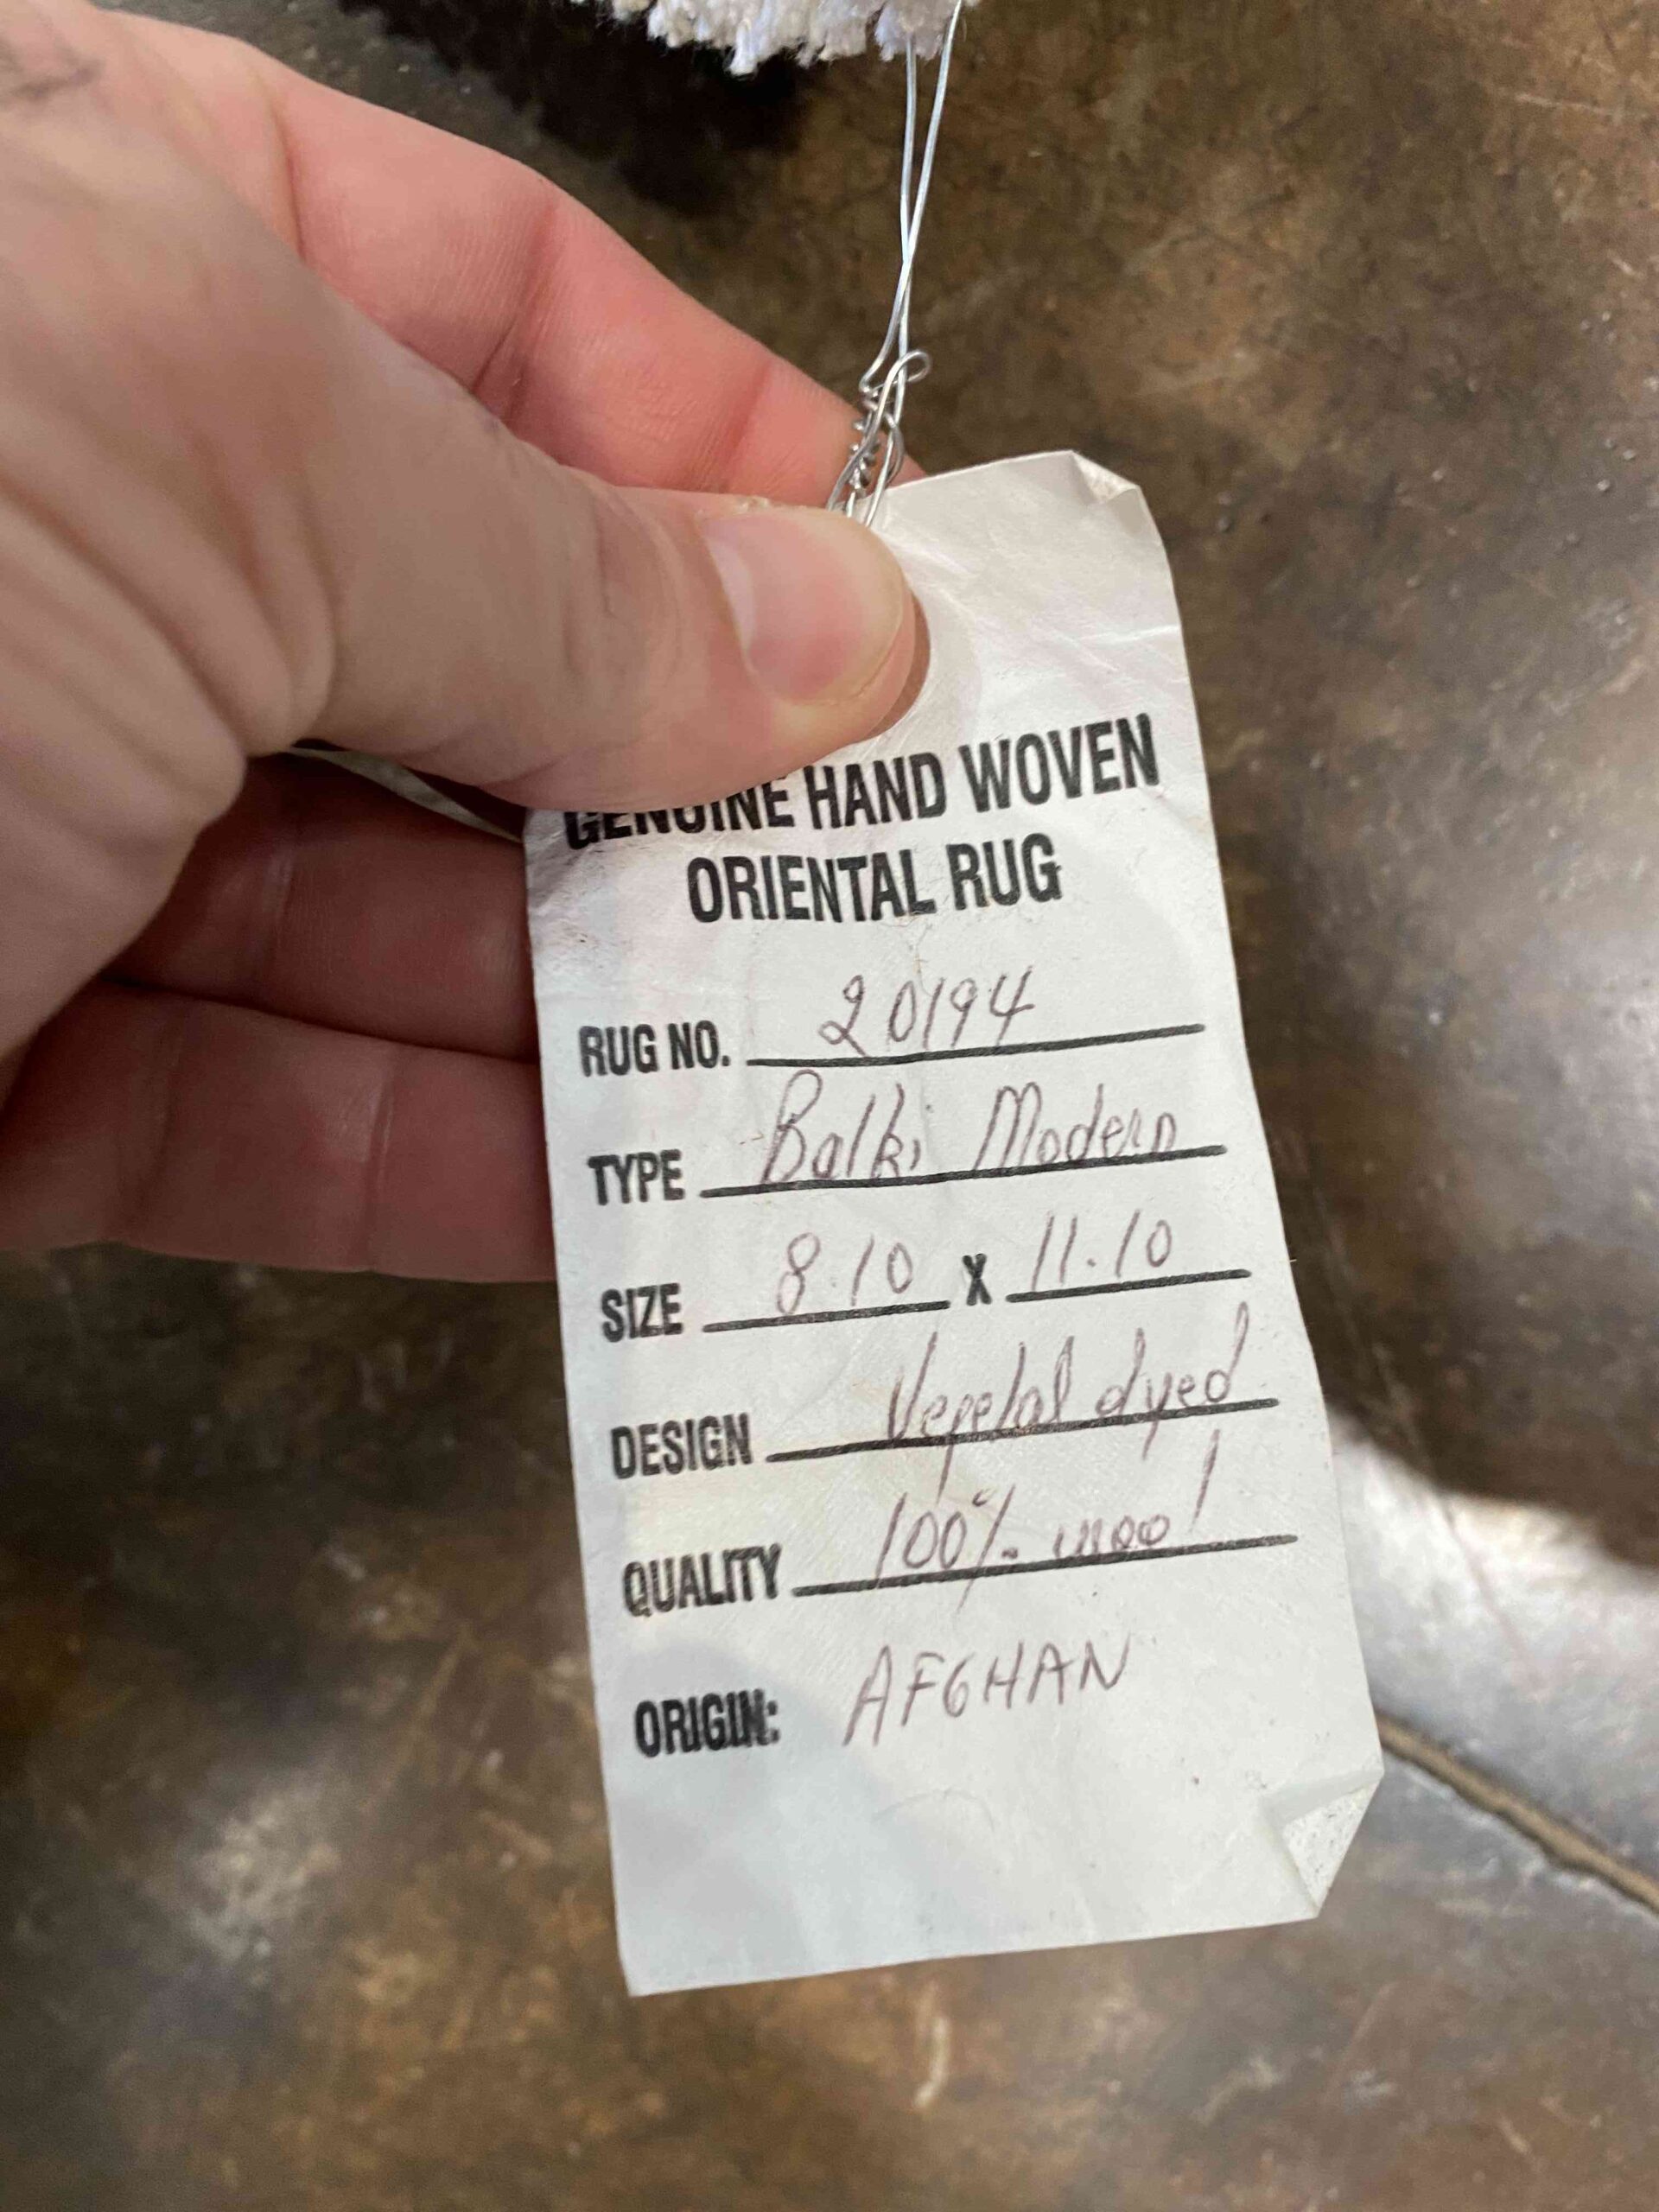 GENUINE HAND WOVEN
ORIENTAL RUG
RUG NO. 20194
TYPE Balki Modern
SIZE 8.10 X 11.10
DESIGN Vegetal dyed
QUALITY 100% wool
ORIGIN: AFGHAN